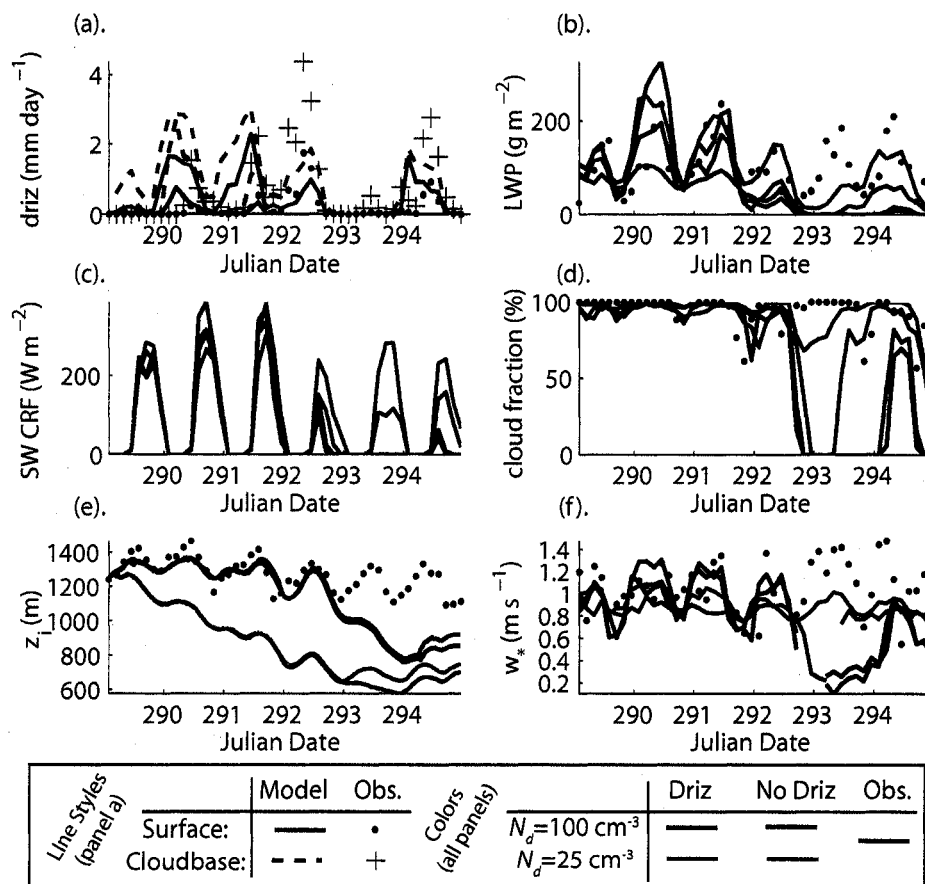 (a).
driz (mm day⁻¹)
4
2
0
290 291 292 293 294
Julian Date
(b).
LWP (g m⁻²)
200
0
290 291 292 293 294
Julian Date
(c).
SW CRF (W m⁻²)
200
0
290 291 292 293 294
Julian Date
(d).
cloud fraction (%)
100
50
0
290 291 292 293 294
Julian Date
(e).
zᵢ (m)
1400
1200
1000
800
600
290 291 292 293 294
Julian Date
(f).
w* (m s⁻¹)
1.4
1.2
1
0.8
0.6
0.4
0.2
290 291 292 293 294
Julian Date
LIne Styles
(panel a)
Model Obs.
Surface:
Cloudbase:
Colors
(all panels)
Driz No Driz Obs.
N_d=100 cm⁻³
N_d=25 cm⁻³